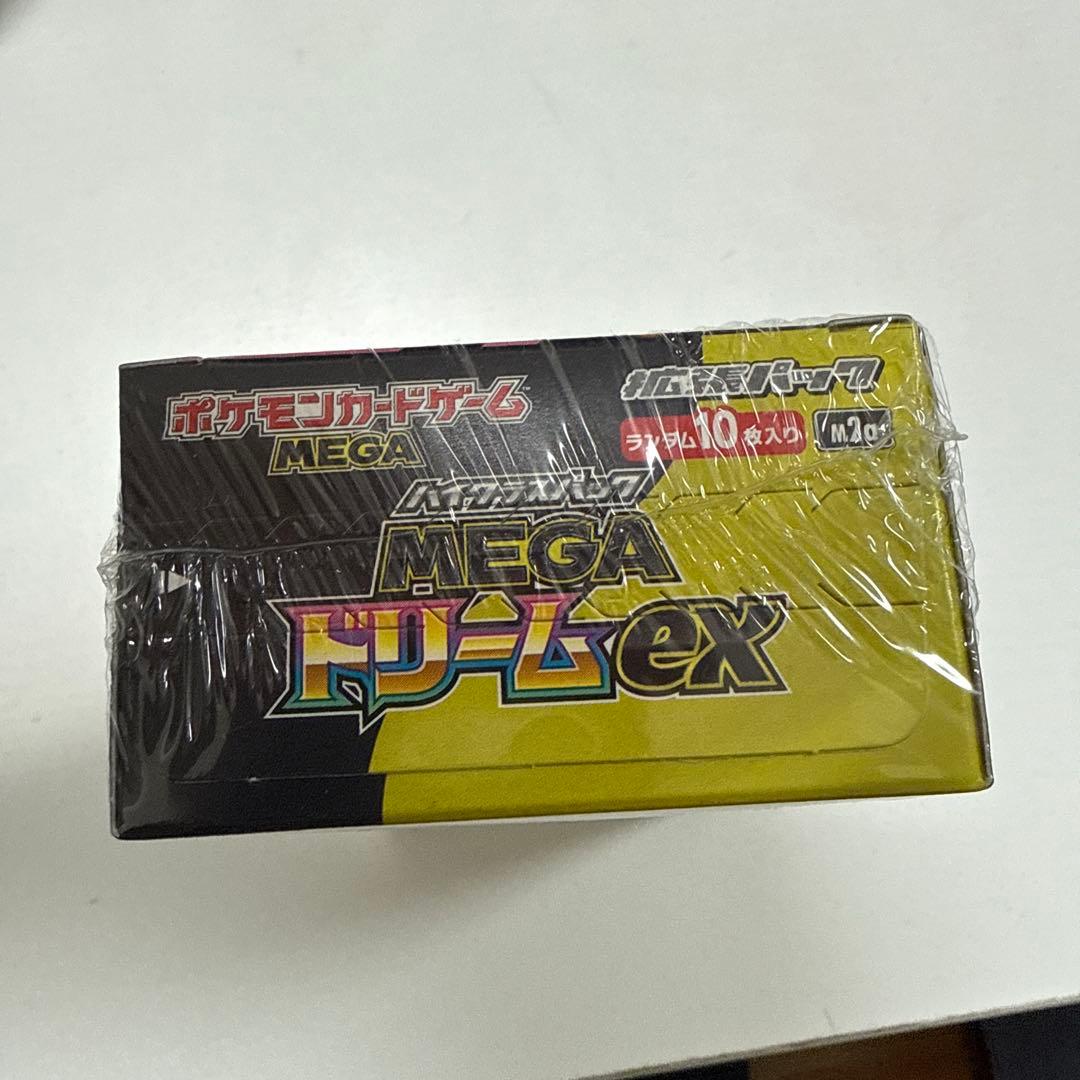 ポケモンカードゲーム™
MEGA
拡張パック
ランダム10枚入り
M2a
ハイクラスパック
MEGA
ドリームex